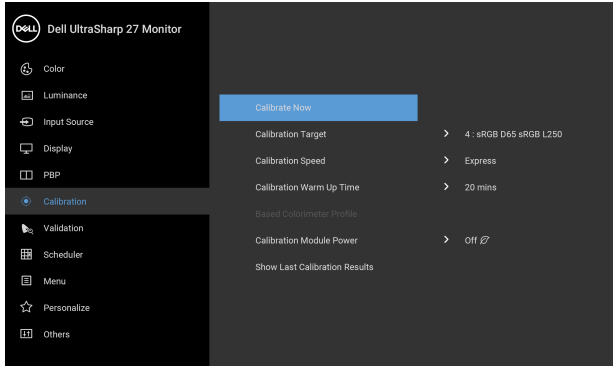 DELL
Dell UltraSharp 27 Monitor
Color
Luminance
Input Source
Display
PBP
Calibration
Validation
Scheduler
Menu
Personalize
Others
Calibrate Now
Calibration Target > 4 : sRGB D65 sRGB L250
Calibration Speed > Express
Calibration Warm Up Time > 20 mins
Based Colorimeter Profile
Calibration Module Power > Off
Show Last Calibration Results